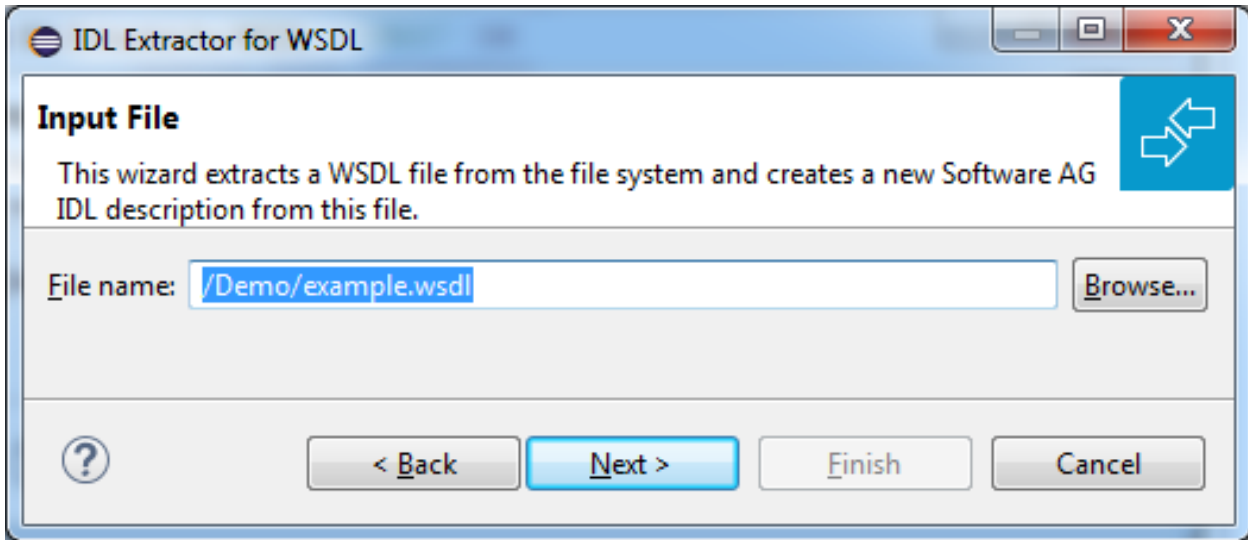 IDL Extractor for WSDL
X
Input File
This wizard extracts a WSDL file from the file system and creates a new Software AG
IDL description from this file.
File name: /Demo/example.wsdl Browse...
? < Back Next > Finish Cancel